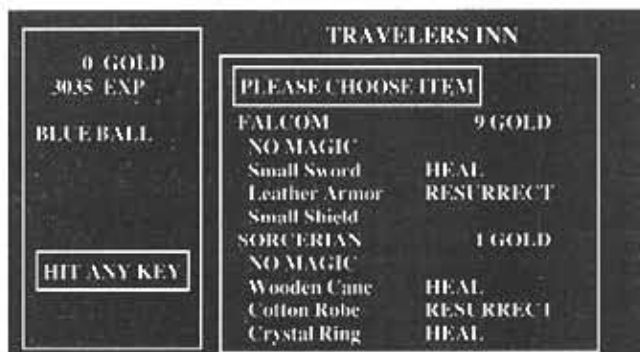 TRAVELERS INN
0 GOLD
3035 EXP
BLUE BALL
HIT ANY KEY
PLEASE CHOOSE ITEM
FALCOM 9 GOLD
NO MAGIC
Small Sword HEAL
Leather Armor RESURRECT
Small Shield
SORCERIAN 1 GOLD
NO MAGIC
Wooden Cane HEAL
Cotton Robe RESURRECT
Crystal Ring HEAL